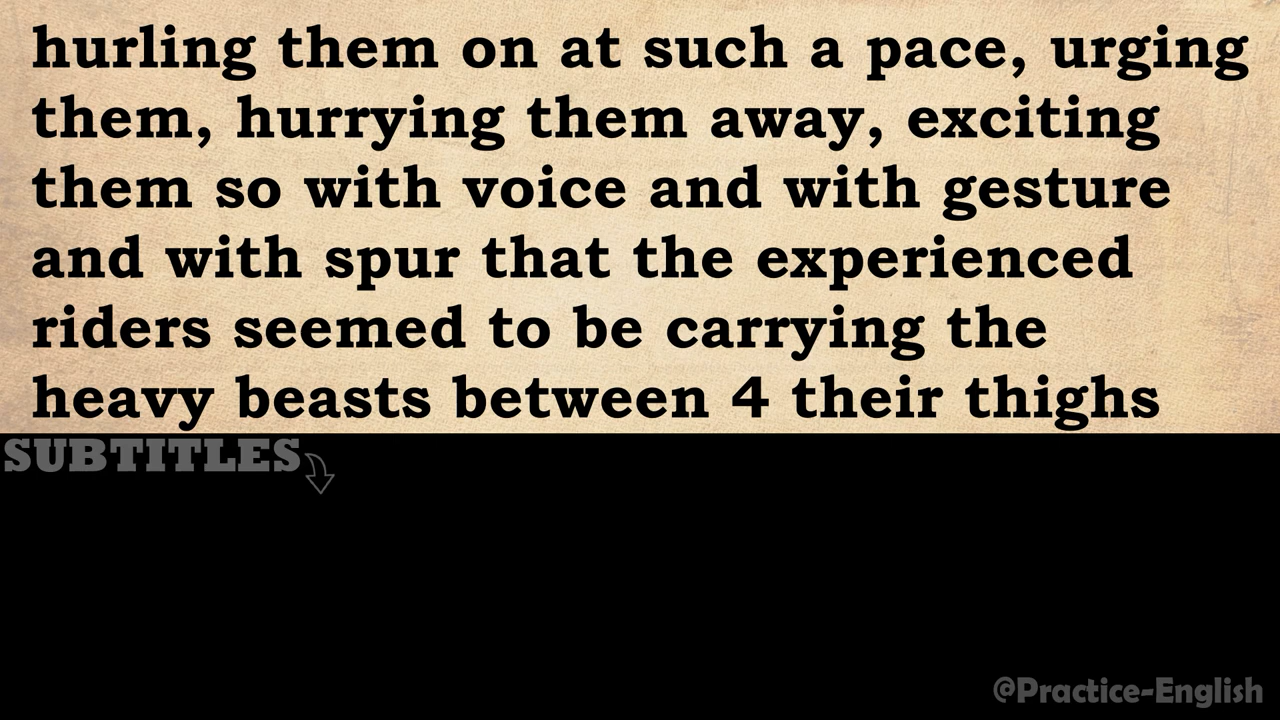 hurling them on at such a pace, urging
them, hurrying them away, exciting
them so with voice and with gesture
and with spur that the experienced
riders seemed to be carrying the
heavy beasts between 4 their thighs
SUBTITLES
@Practice-English